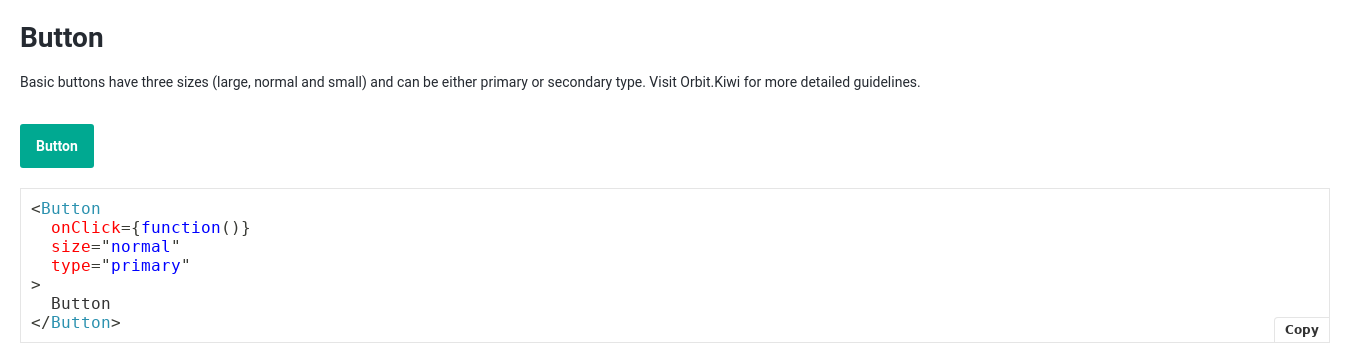 Button
Basic buttons have three sizes (large, normal and small) and can be either primary or secondary type. Visit Orbit.Kiwi for more detailed guidelines.
Button
<Button
  onClick={function()}
  size="normal"
  type="primary"
>
  Button
</Button>
Copy